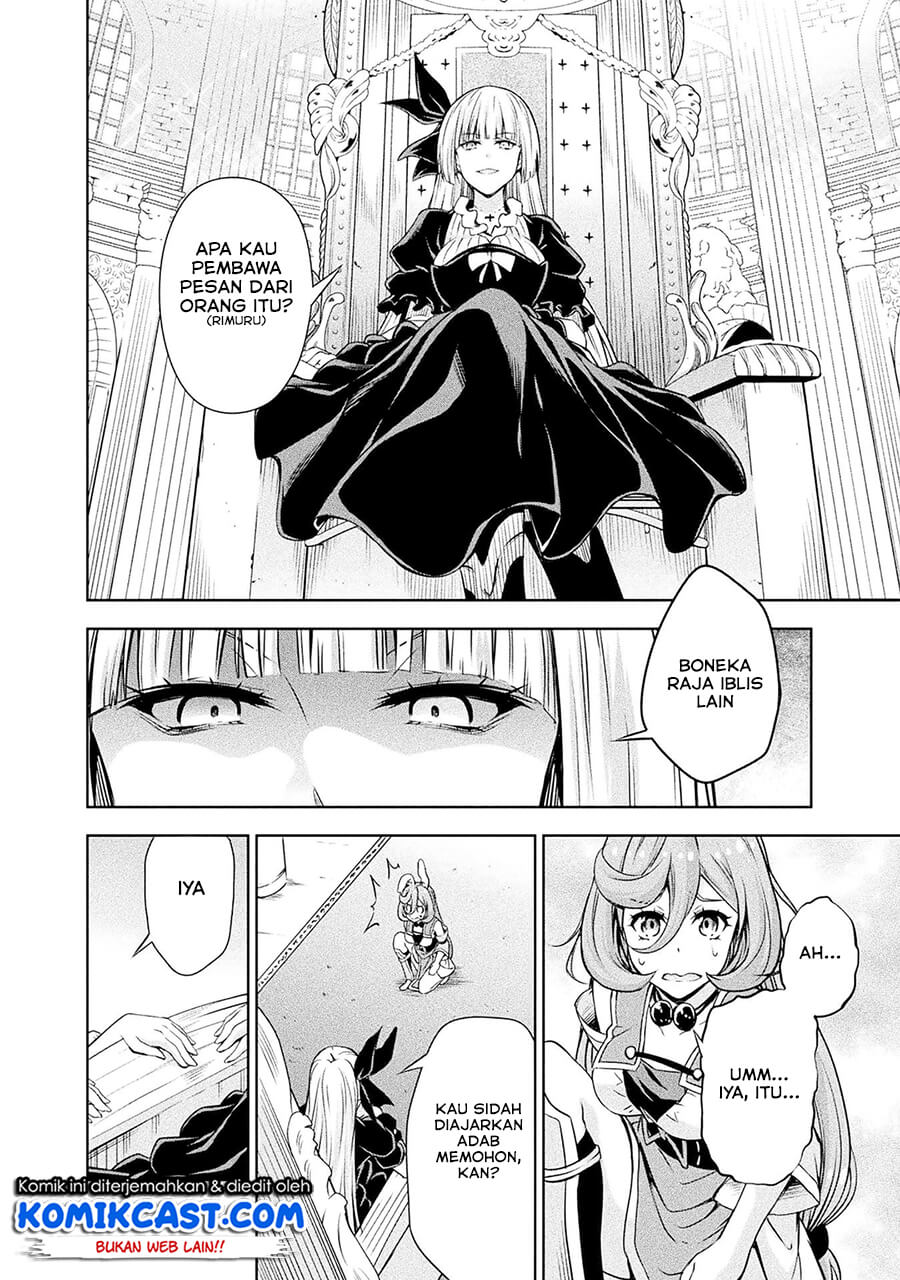 APA KAU
PEMBAWA
PESAN DARI
ORANG ITU?
(RIMURU)
BONEKA
RAJA IBLIS
LAIN
AH...
UMM...
IYA, ITU...
KAU SIDAH
DIAJARKAN
ADAB
MEMOHON,
KAN?
IYA
Komik ini diterjemahkan & diedit oleh
KOMIKCAST.COM
BUKAN WEB LAIN!!